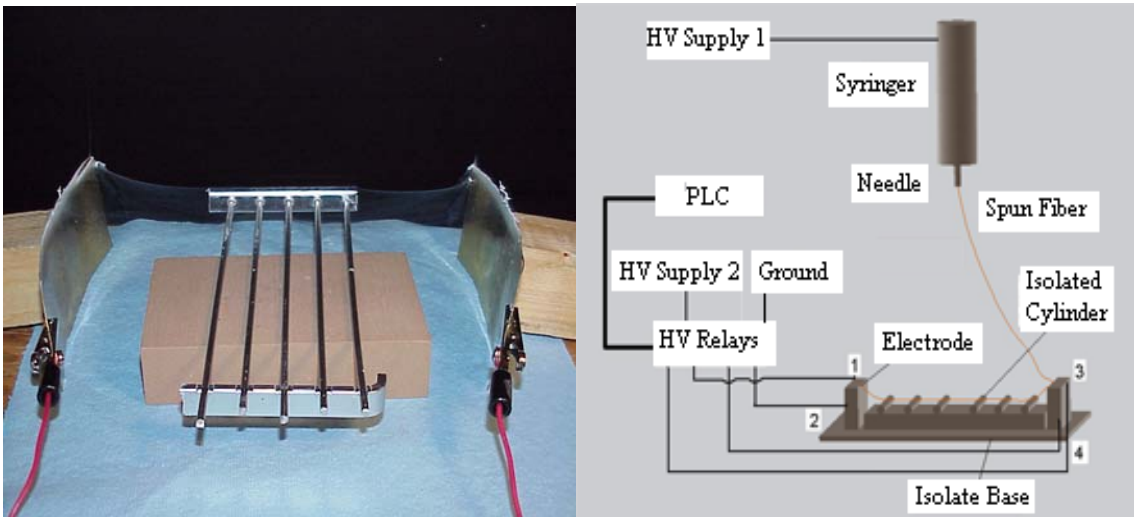 HV Supply 1
Syringer
Needle
Spun Fiber
PLC
HV Supply 2
Ground
Isolated
Cylinder
HV Relays
Electrode
1
3
2
4
Isolate Base